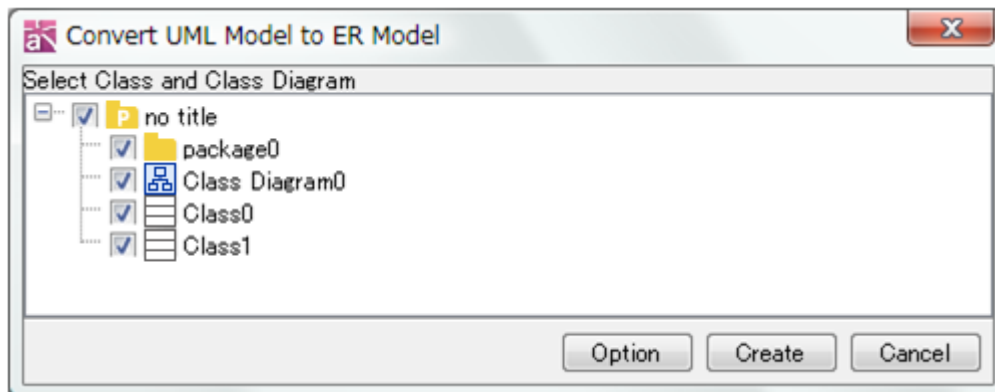 Convert UML Model to ER Model
Select Class and Class Diagram
no title
package0
Class Diagram0
Class0
Class1
Option Create Cancel